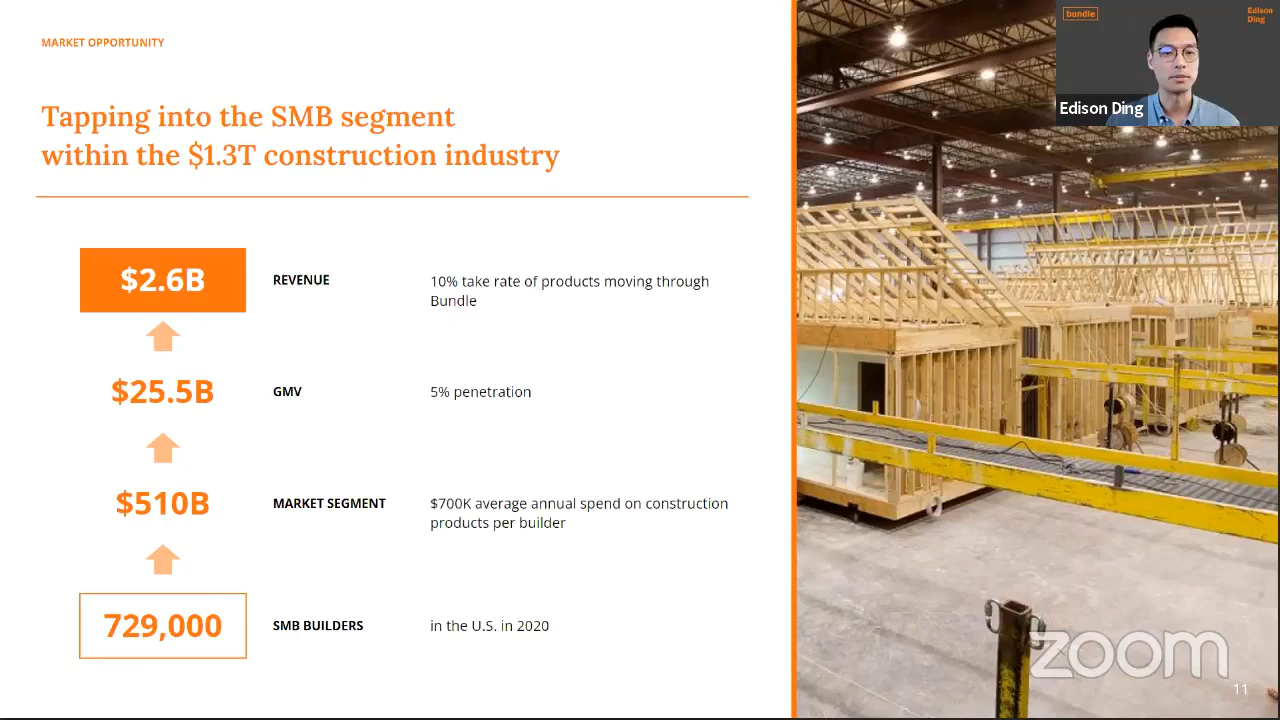 MARKET OPPORTUNITY
Tapping into the SMB segment
within the $1.3T construction industry
$2.6B
REVENUE
10% take rate of products moving through
Bundle
$25.5B
GMV
5% penetration
$510B
MARKET SEGMENT
$700K average annual spend on construction
products per builder
729,000
SMB BUILDERS
in the U.S. in 2020
bundle
Edison
Ding
Edison Ding
zoom
11